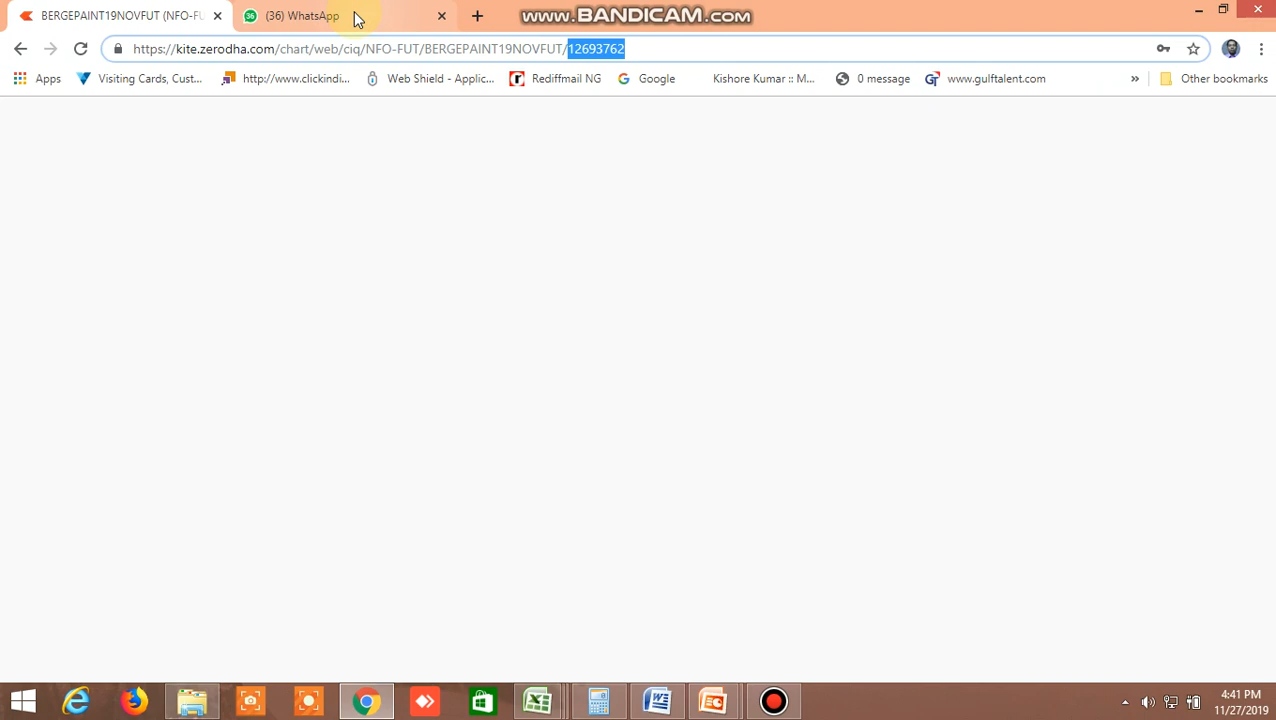 BERGEPAINT19NOVFUT (NFO-FU
36 (36) WhatsApp
www.BANDICAM.com
https://kite.zerodha.com/chart/web/ciq/NFO-FUT/BERGEPAINT19NOVFUT/12693762
Apps Visiting Cards, Cust... http://www.clickindi... Web Shield - Applic... Rediffmail NG Google Kishore Kumar :: M... 0 message www.gulftalent.com » Other bookmarks
4:41 PM
11/27/2019